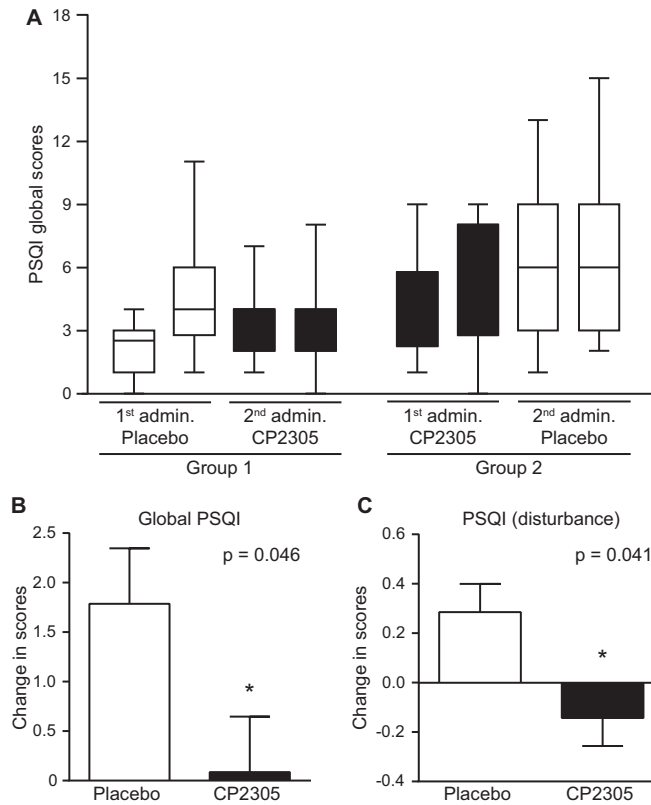 A
18
15
12
9
6
3
0
PSQI global scores
1st admin. 2nd admin. 1st admin. 2nd admin.
Placebo CP2305 CP2305 Placebo
Group 1 Group 2
B
Global PSQI
2.5
2.0
1.5
1.0
0.5
0
Change in scores
p = 0.046
*
Placebo CP2305
C
PSQI (disturbance)
0.6
0.4
0.2
0.0
-0.2
-0.4
Change in scores
p = 0.041
*
Placebo CP2305